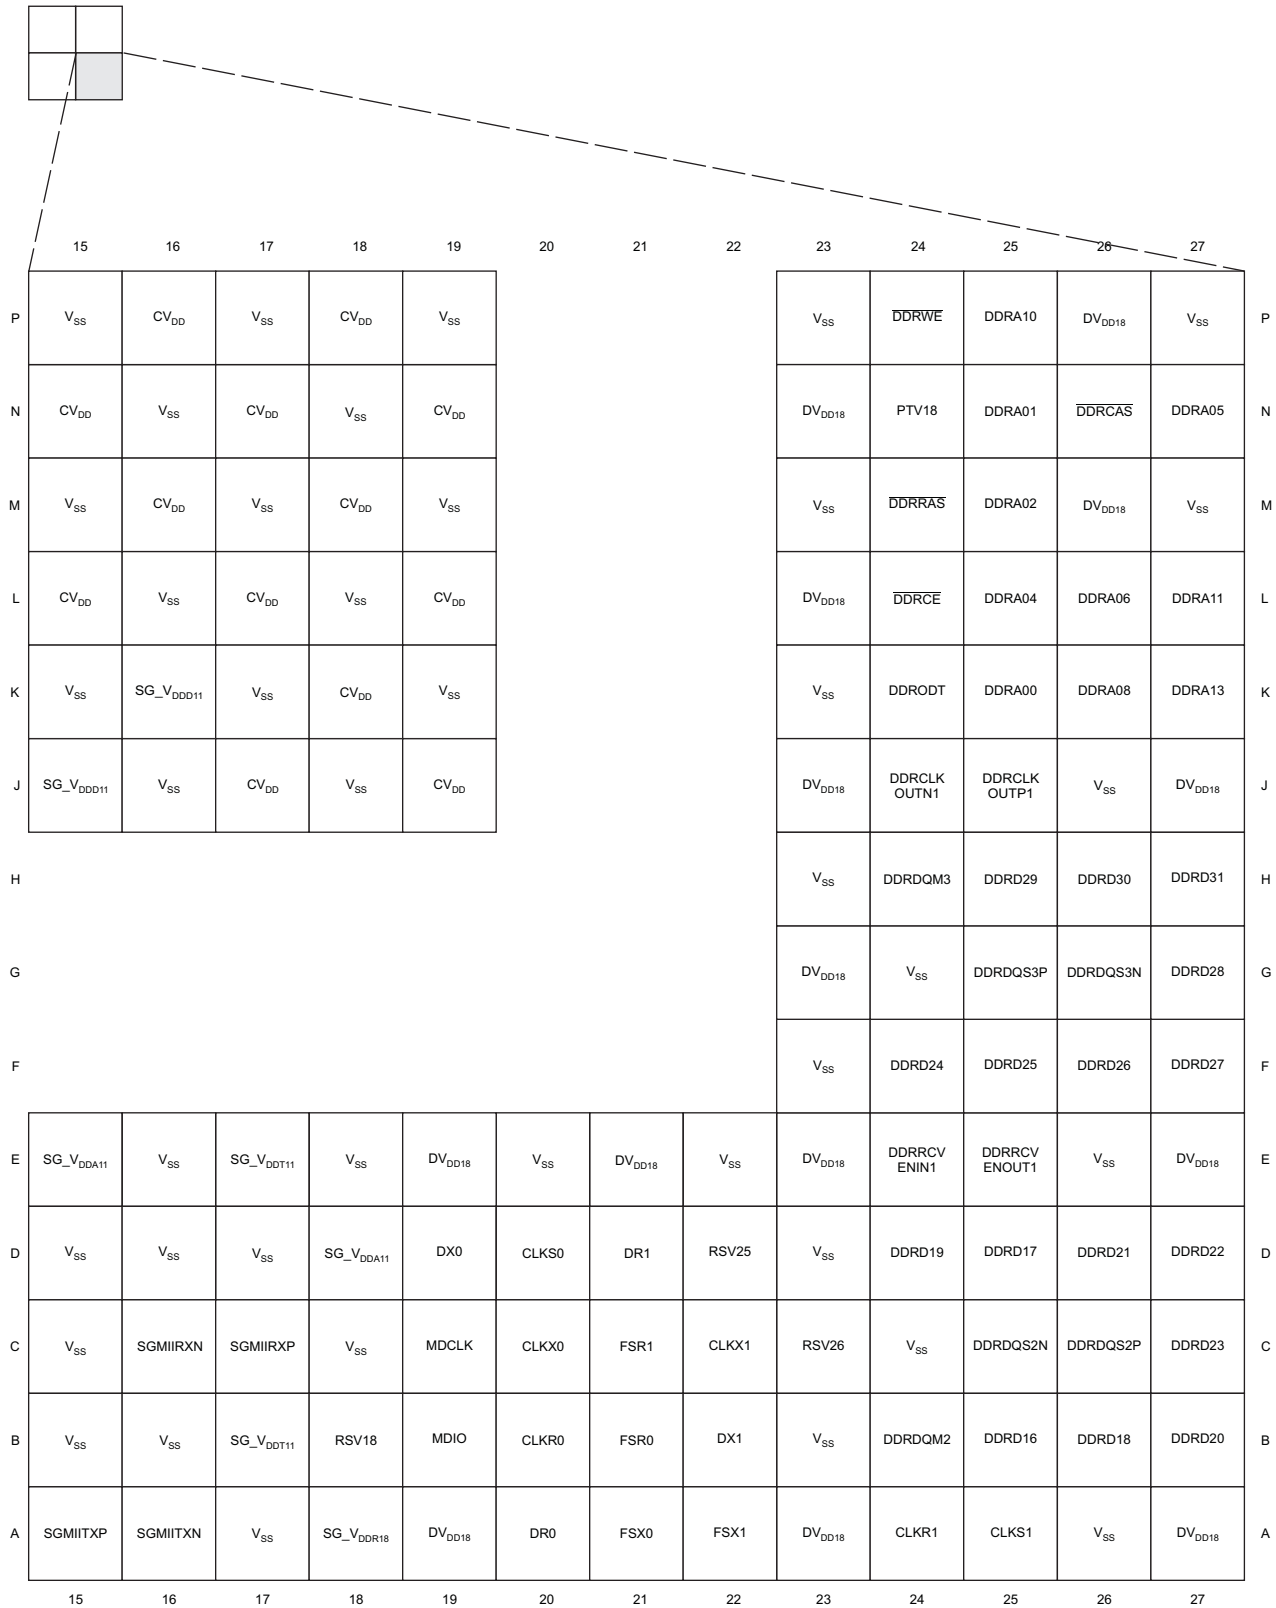 15 16 17 18 19 20 21 22 23 24 25 26 27
P VSS CVDD VSS CVDD VSS VSS DDRWE DDRA10 DVDD18 VSS P
N CVDD VSS CVDD VSS CVDD DVDD18 PTV18 DDRA01 DDRCAS DDRA05 N
M VSS CVDD VSS CVDD VSS VSS DDRRAS DDRA02 DVDD18 VSS M
L CVDD VSS CVDD VSS CVDD DVDD18 DDRCE DDRA04 DDRA06 DDRA11 L
K VSS SG_VDDD11 VSS CVDD VSS VSS DDRODT DDRA00 DDRA08 DDRA13 K
J SG_VDDD11 VSS CVDD VSS CVDD DVDD18 DDRCLK OUTN1 DDRCLK OUTP1 VSS DVDD18 J
H VSS DDRDQM3 DDRD29 DDRD30 DDRD31 H
G DVDD18 VSS DDRDQS3P DDRDQS3N DDRD28 G
F VSS DDRD24 DDRD25 DDRD26 DDRD27 F
E SG_VDDA11 VSS SG_VDDT11 VSS DVDD18 VSS DVDD18 VSS DVDD18 DDRRCV ENIN1 DDRRCV ENOUT1 VSS DVDD18 E
D VSS VSS VSS SG_VDDA11 DX0 CLKS0 DR1 RSV25 VSS DDRD19 DDRD17 DDRD21 DDRD22 D
C VSS SGMIIRXN SGMIIRXP VSS MDCLK CLKX0 FSR1 CLKX1 RSV26 VSS DDRDQS2N DDRDQS2P DDRD23 C
B VSS VSS SG_VDDT11 RSV18 MDIO CLKR0 FSR0 DX1 VSS DDRDQM2 DDRD16 DDRD18 DDRD20 B
A SGMIITXP SGMIITXN VSS SG_VDDR18 DVDD18 DR0 FSX0 FSX1 DVDD18 CLKR1 CLKS1 VSS DVDD18 A
15 16 17 18 19 20 21 22 23 24 25 26 27